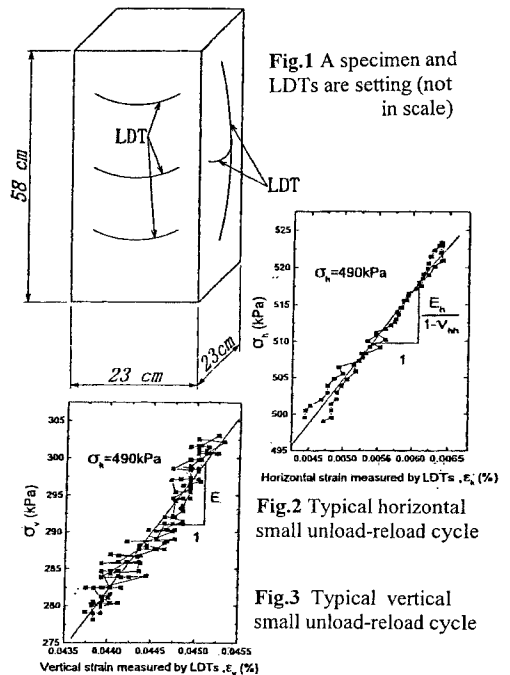 Fig.1 A specimen and
LDTs are setting (not
in scale)
LDT
LDT
58 cm
23 cm
23cm
σh=490kPa
σh (kPa)
525
520
515
510
505
500
495
Eh
1-νhh
1
0.0045 0.0050 0.0056 0.0060 0.0065
Horizontal strain measured by LDTs ,εh (%)
Fig.2 Typical horizontal
small unload-reload cycle
σh=490kPa
σv (kPa)
305
300
295
290
285
280
275
E
1
0.0435 0.0440 0.0445 0.0450 0.0455
Vertical strain measured by LDTs ,εv (%)
Fig.3 Typical vertical
small unload-reload cycle